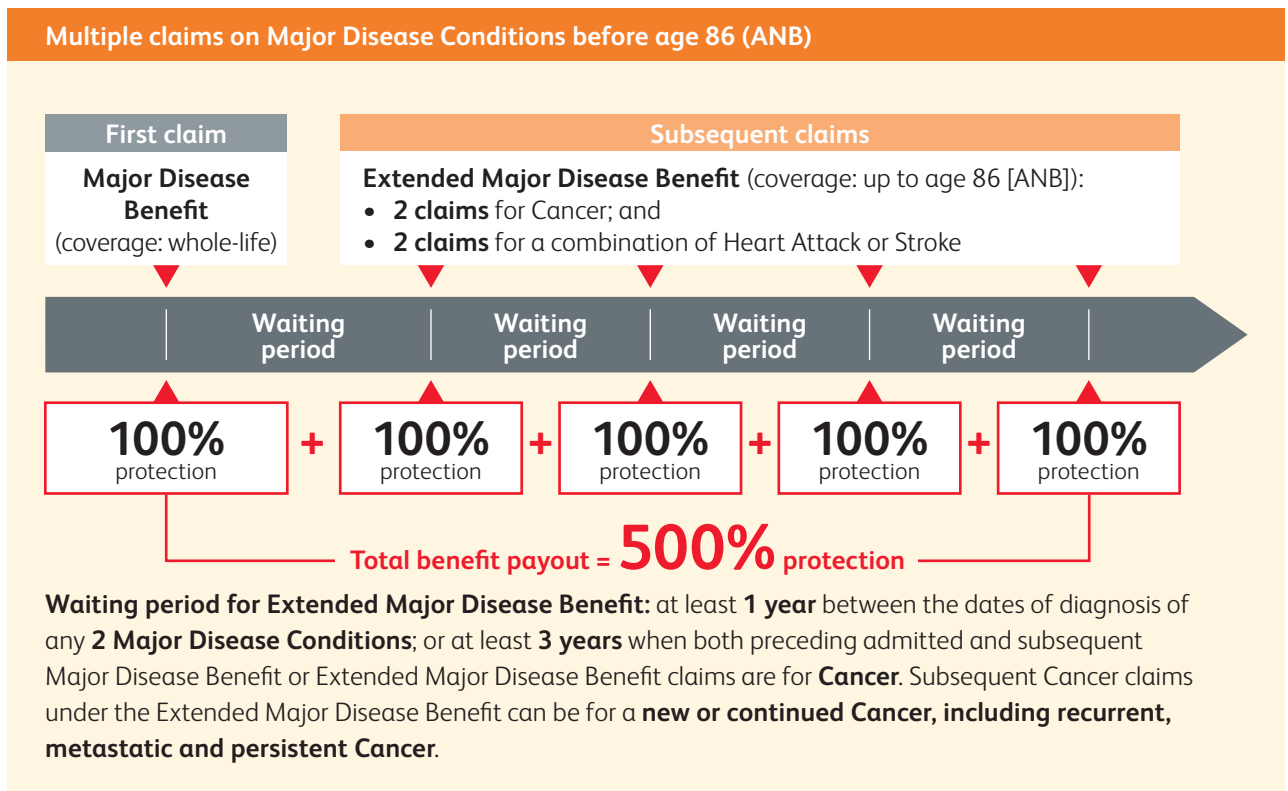 Multiple claims on Major Disease Conditions before age 86 (ANB)
First claim
Major Disease
Benefit
(coverage: whole-life)
Subsequent claims
Extended Major Disease Benefit (coverage: up to age 86 [ANB]):
• 2 claims for Cancer; and
• 2 claims for a combination of Heart Attack or Stroke
Waiting
period
Waiting
period
Waiting
period
Waiting
period
100%
protection
+
100%
protection
+
100%
protection
+
100%
protection
+
100%
protection
Total benefit payout = 500% protection
Waiting period for Extended Major Disease Benefit: at least 1 year between the dates of diagnosis of
any 2 Major Disease Conditions; or at least 3 years when both preceding admitted and subsequent
Major Disease Benefit or Extended Major Disease Benefit claims are for Cancer. Subsequent Cancer claims
under the Extended Major Disease Benefit can be for a new or continued Cancer, including recurrent,
metastatic and persistent Cancer.